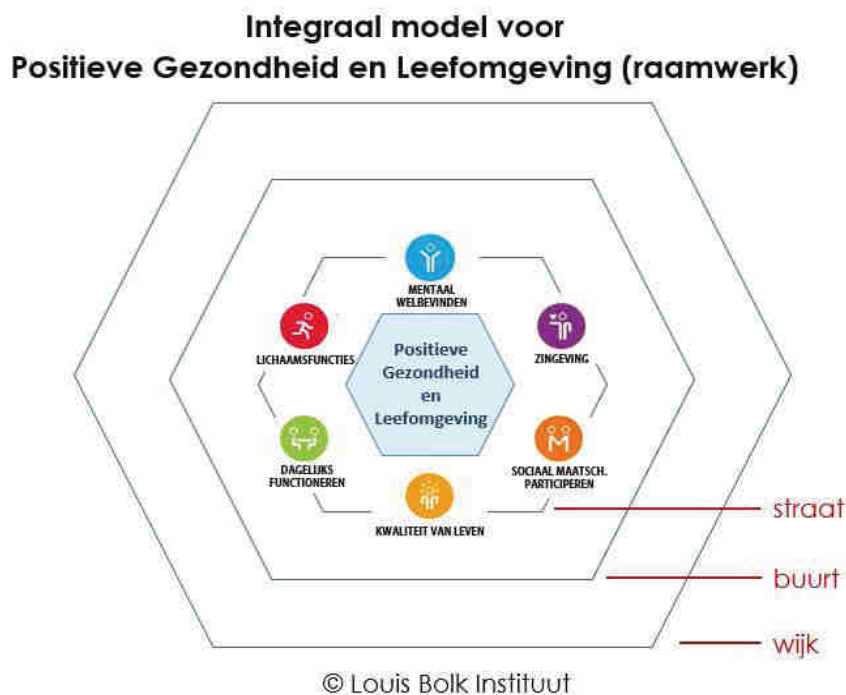 Integraal model voor
Positieve Gezondheid en Leefomgeving (raamwerk)
MENTAAL
WELBEVINDEN
LICHAAMSFUNCTIES
ZINGEVING
Positieve
Gezondheid
en
Leefomgeving
DAGELIJKS
FUNCTIONEREN
SOCIAAL MAATSCH.
PARTICIPEREN
KWALITEIT VAN LEVEN
straat
buurt
wijk
© Louis Bolk Instituut